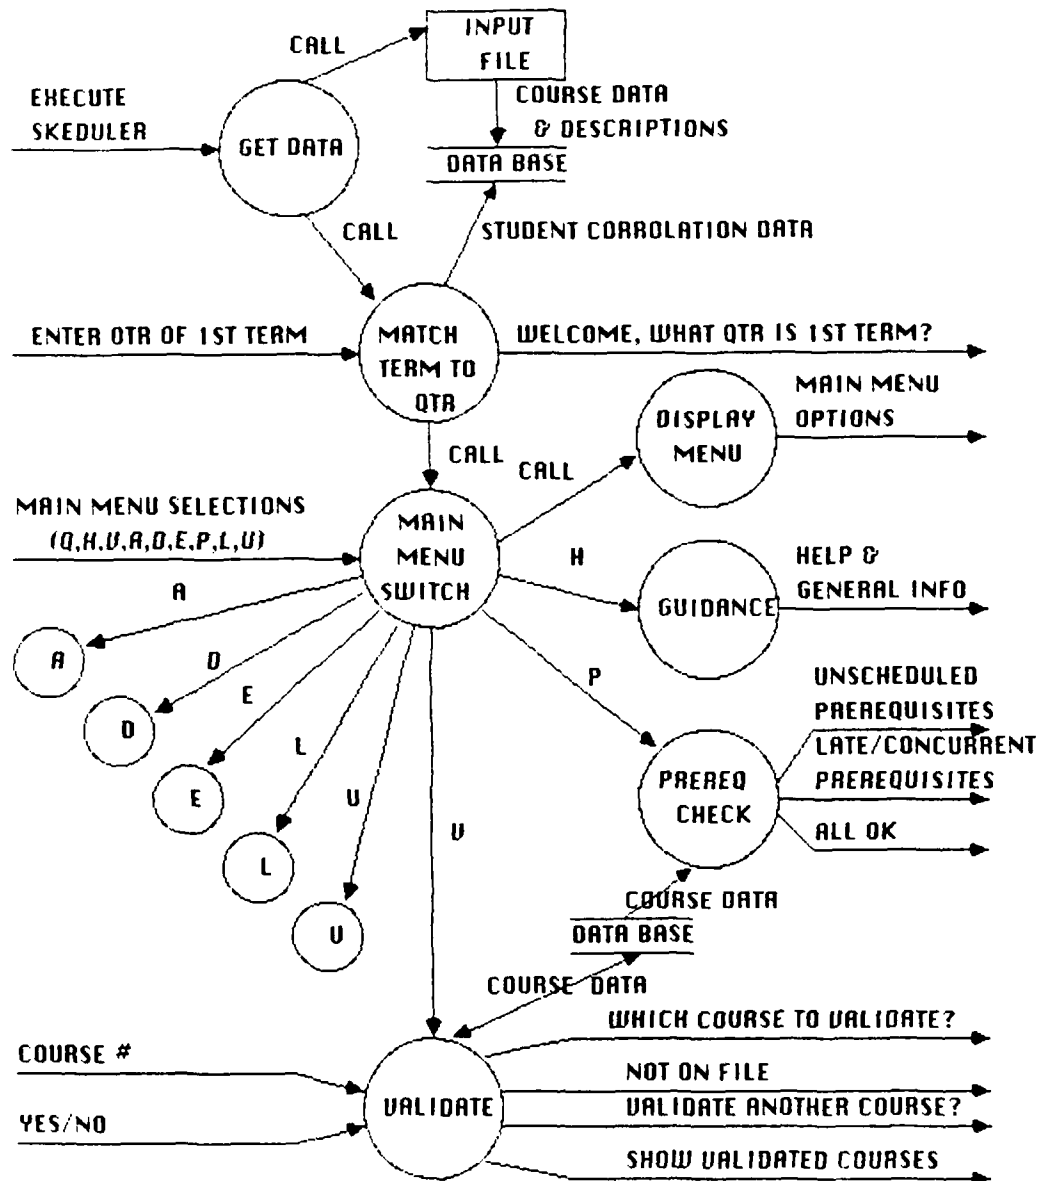 INPUT
FILE
CALL
EXECUTE
SKEDULER
GET DATA
COURSE DATA
& DESCRIPTIONS
DATA BASE
CALL
STUDENT CORROLATION DATA
ENTER QTR OF 1ST TERM
MATCH
TERM TO
QTR
WELCOME, WHAT QTR IS 1ST TERM?
MAIN MENU
OPTIONS
DISPLAY
MENU
CALL
CALL
MAIN MENU SELECTIONS
(Q,H,V,A,D,E,P,L,U)
MAIN
MENU
SWITCH
H
HELP &
GENERAL INFO
GUIDANCE
A
A
D
D
E
E
L
L
U
U
V
P
UNSCHEDULED
PREREQUISITES
LATE/CONCURRENT
PREREQUISITES
PREREQ
CHECK
ALL OK
COURSE DATA
DATA BASE
COURSE DATA
WHICH COURSE TO VALIDATE?
COURSE #
NOT ON FILE
VALIDATE
VALIDATE ANOTHER COURSE?
YES/NO
SHOW VALIDATED COURSES